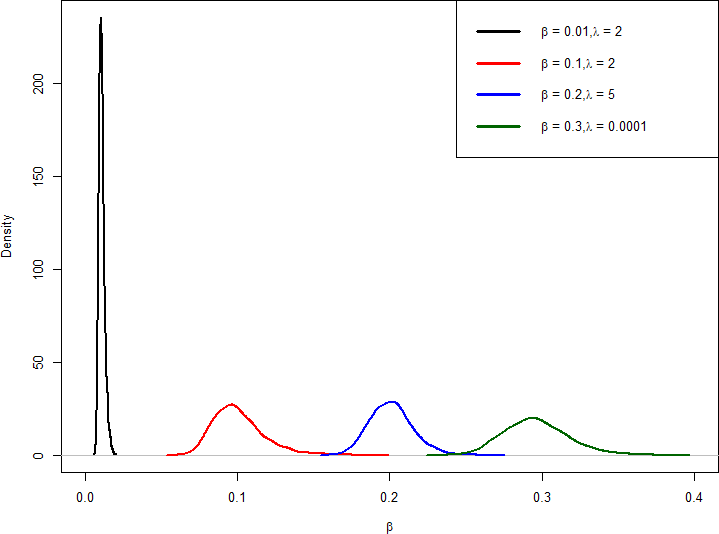 β = 0.01,λ = 2
β = 0.1,λ = 2
β = 0.2,λ = 5
β = 0.3,λ = 0.0001
Density
200
150
100
50
0
0.0 0.1 0.2 0.3 0.4
β